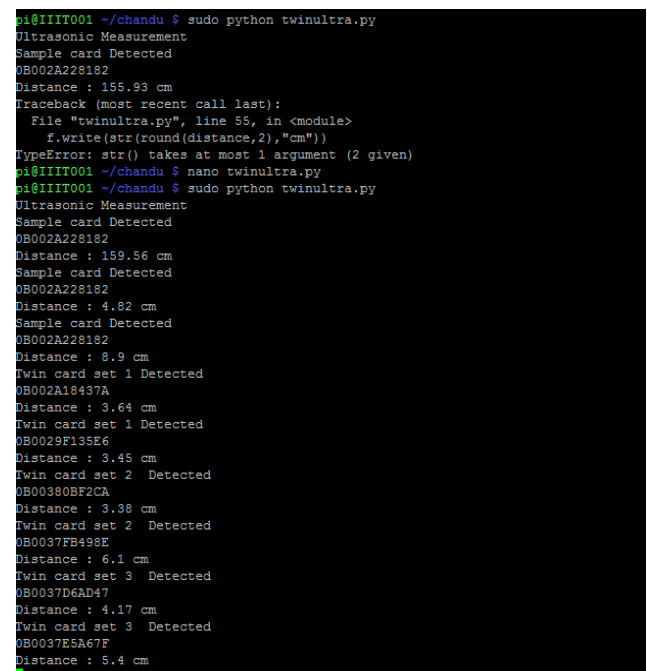 pi@IIIT001 ~/chandu $ sudo python twinultra.py
Ultrasonic Measurement
Sample card Detected
0B002A228182
Distance : 155.93 cm
Traceback (most recent call last):
  File "twinultra.py", line 55, in <module>
    f.write(str(round(distance,2),"cm"))
TypeError: str() takes at most 1 argument (2 given)
pi@IIIT001 ~/chandu $ nano twinultra.py
pi@IIIT001 ~/chandu $ sudo python twinultra.py
Ultrasonic Measurement
Sample card Detected
0B002A228182
Distance : 159.56 cm
Sample card Detected
0B002A228182
Distance : 4.82 cm
Sample card Detected
0B002A228182
Distance : 8.9 cm
Twin card set 1 Detected
0B002A18437A
Distance : 3.64 cm
Twin card set 1 Detected
0B0029F135E6
Distance : 3.45 cm
Twin card set 2  Detected
0B00380BF2CA
Distance : 3.38 cm
Twin card set 2  Detected
0B0037FB498E
Distance : 6.1 cm
Twin card set 3  Detected
0B0037D6AD47
Distance : 4.17 cm
Twin card set 3  Detected
0B0037E5A67F
Distance : 5.4 cm